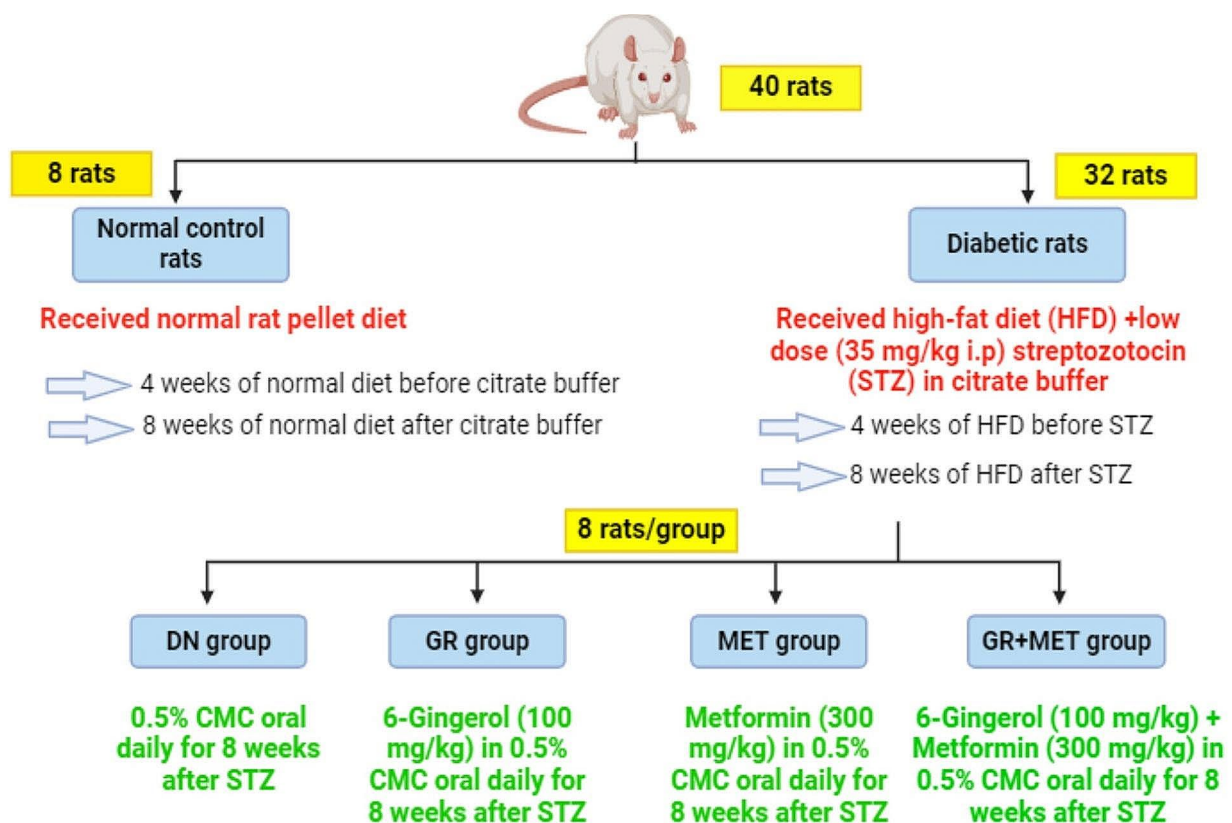 40 rats
8 rats
32 rats
Normal control
rats
Diabetic rats
Received normal rat pellet diet
4 weeks of normal diet before citrate buffer
8 weeks of normal diet after citrate buffer
Received high-fat diet (HFD) +low
dose (35 mg/kg i.p) streptozotocin
(STZ) in citrate buffer
4 weeks of HFD before STZ
8 weeks of HFD after STZ
8 rats/group
DN group
GR group
MET group
GR+MET group
0.5% CMC oral
daily for 8 weeks
after STZ
6-Gingerol (100
mg/kg) in 0.5%
CMC oral daily for
8 weeks after STZ
Metformin (300
mg/kg) in 0.5%
CMC oral daily for
8 weeks after STZ
6-Gingerol (100 mg/kg) +
Metformin (300 mg/kg) in
0.5% CMC oral daily for 8
weeks after STZ